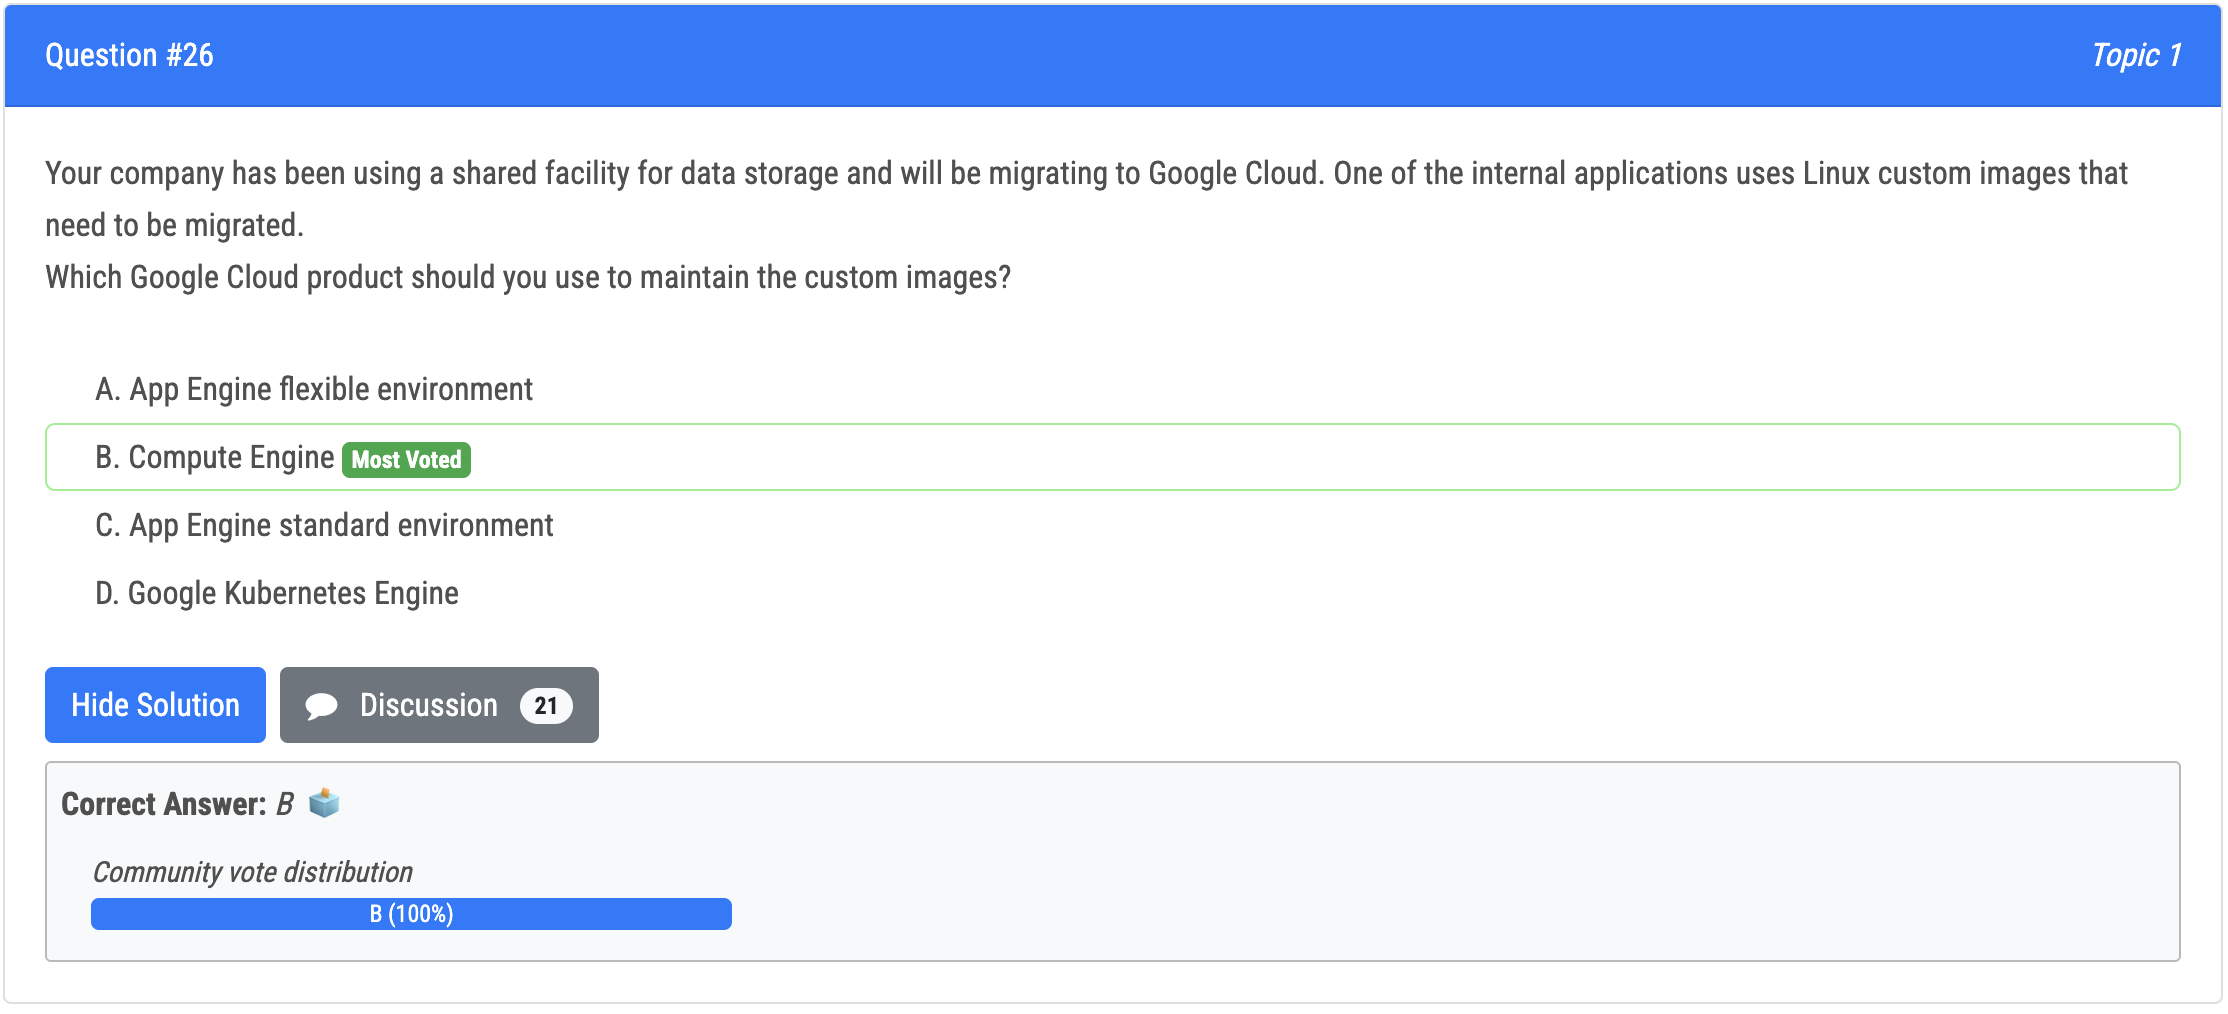 Question #26
Topic 1
Your company has been using a shared facility for data storage and will be migrating to Google Cloud. One of the internal applications uses Linux custom images that
need to be migrated.
Which Google Cloud product should you use to maintain the custom images?
A. App Engine flexible environment
B. Compute Engine Most Voted
C. App Engine standard environment
D. Google Kubernetes Engine
Hide Solution
Discussion 21
Correct Answer: B
Community vote distribution
B (100%)